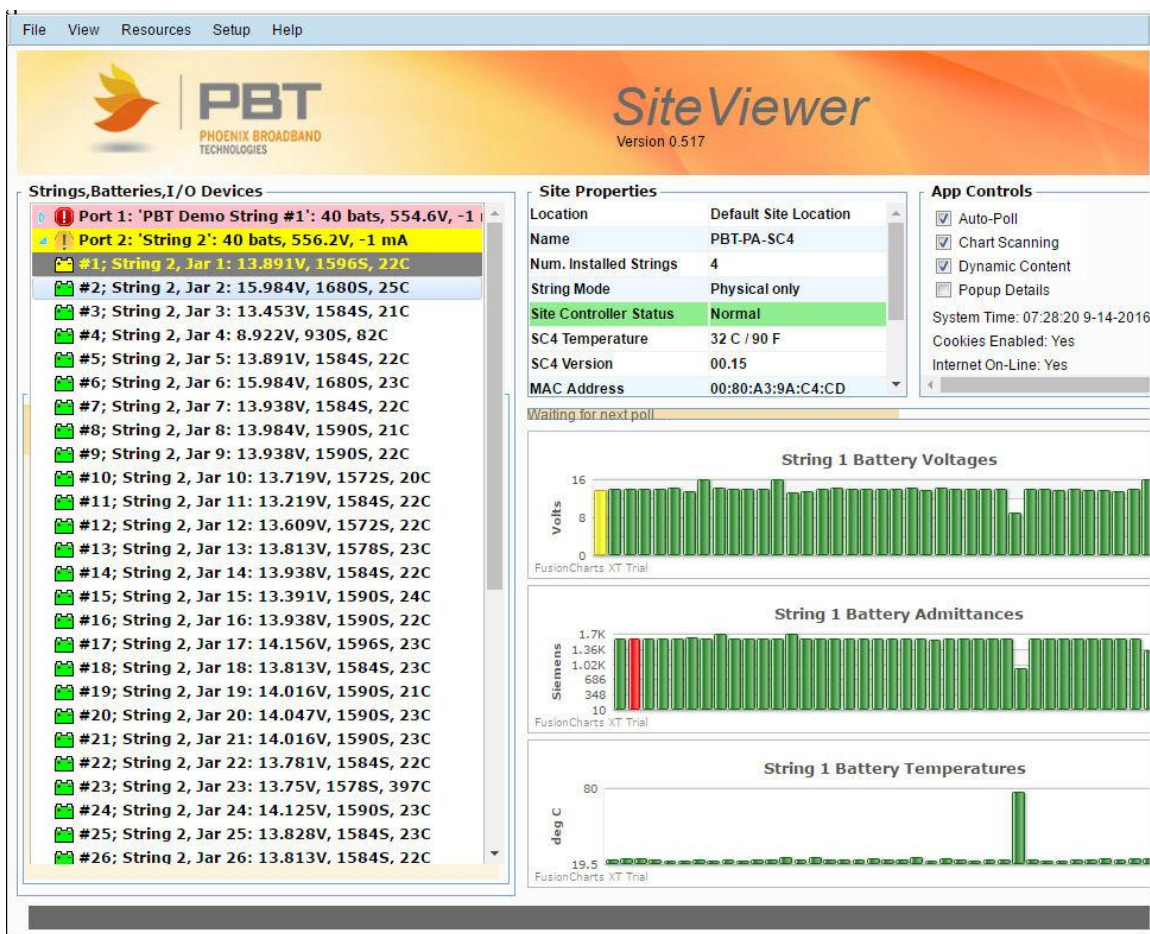 File View Resources Setup Help
PBT
PHOENIX BROADBAND
TECHNOLOGIES
SiteViewer
Version 0.517
Strings,Batteries,I/O Devices
Port 1: 'PBT Demo String #1': 40 bats, 554.6V, -1
Port 2: 'String 2': 40 bats, 556.2V, -1 mA
#1; String 2, Jar 1: 13.891V, 1596S, 22C
#2; String 2, Jar 2: 15.984V, 1680S, 25C
#3; String 2, Jar 3: 13.453V, 1584S, 21C
#4; String 2, Jar 4: 8.922V, 930S, 82C
#5; String 2, Jar 5: 13.891V, 1584S, 22C
#6; String 2, Jar 6: 15.984V, 1680S, 23C
#7; String 2, Jar 7: 13.938V, 1584S, 22C
#8; String 2, Jar 8: 13.984V, 1590S, 21C
#9; String 2, Jar 9: 13.938V, 1590S, 22C
#10; String 2, Jar 10: 13.719V, 1572S, 20C
#11; String 2, Jar 11: 13.219V, 1584S, 22C
#12; String 2, Jar 12: 13.609V, 1572S, 22C
#13; String 2, Jar 13: 13.813V, 1578S, 23C
#14; String 2, Jar 14: 13.938V, 1584S, 22C
#15; String 2, Jar 15: 13.391V, 1590S, 24C
#16; String 2, Jar 16: 13.938V, 1590S, 22C
#17; String 2, Jar 17: 14.156V, 1596S, 23C
#18; String 2, Jar 18: 13.813V, 1584S, 23C
#19; String 2, Jar 19: 14.016V, 1590S, 21C
#20; String 2, Jar 20: 14.047V, 1590S, 23C
#21; String 2, Jar 21: 14.016V, 1590S, 23C
#22; String 2, Jar 22: 13.781V, 1584S, 22C
#23; String 2, Jar 23: 13.75V, 1578S, 397C
#24; String 2, Jar 24: 14.125V, 1590S, 23C
#25; String 2, Jar 25: 13.828V, 1584S, 23C
#26; String 2, Jar 26: 13.813V, 1584S, 22C
Site Properties
Location Default Site Location
Name PBT-PA-SC4
Num. Installed Strings 4
String Mode Physical only
Site Controller Status Normal
SC4 Temperature 32 C / 90 F
SC4 Version 00.15
MAC Address 00:80:A3:9A:C4:CD
App Controls
Auto-Poll
Chart Scanning
Dynamic Content
Popup Details
System Time: 07:28:20 9-14-2016
Cookies Enabled: Yes
Internet On-Line: Yes
Waiting for next poll...
String 1 Battery Voltages
Volts
16
8
0
FusionCharts XT Trial
String 1 Battery Admittances
Siemens
1.7K
1.36K
1.02K
686
348
10
FusionCharts XT Trial
String 1 Battery Temperatures
deg C
80
19.5
FusionCharts XT Trial